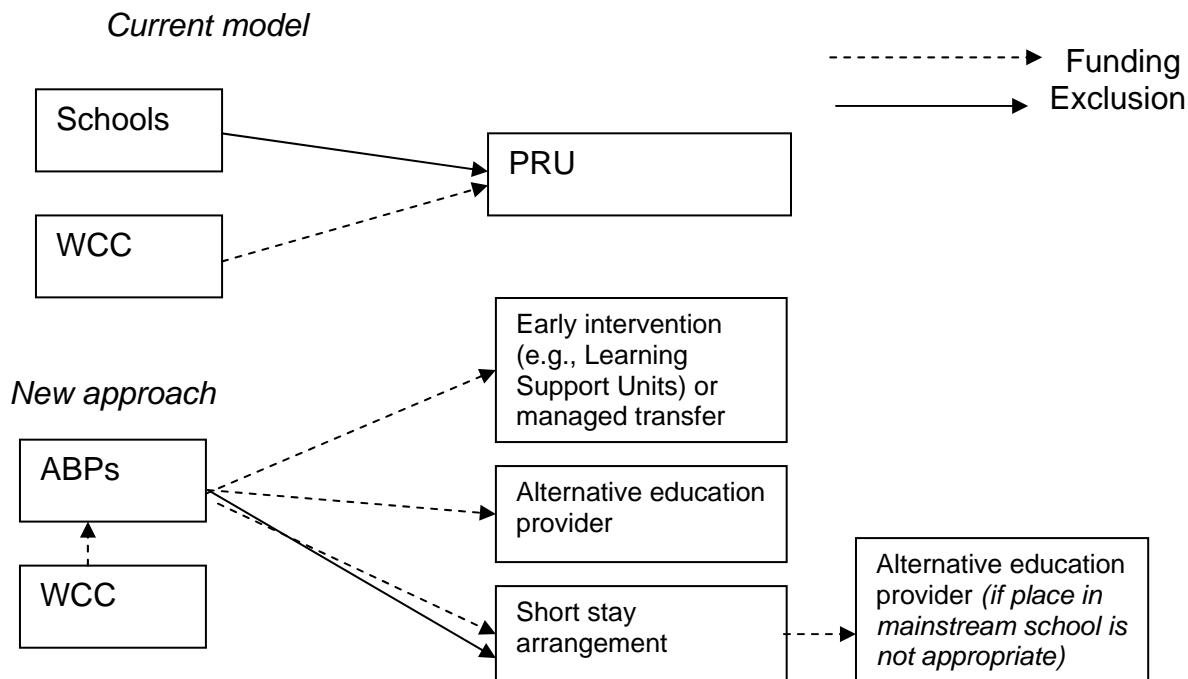 Current model
Funding
Exclusion
Schools
PRU
WCC
New approach
Early intervention
(e.g., Learning
Support Units) or
managed transfer
ABPs
Alternative education
provider
WCC
Short stay
arrangement
Alternative education
provider (if place in
mainstream school is
not appropriate)